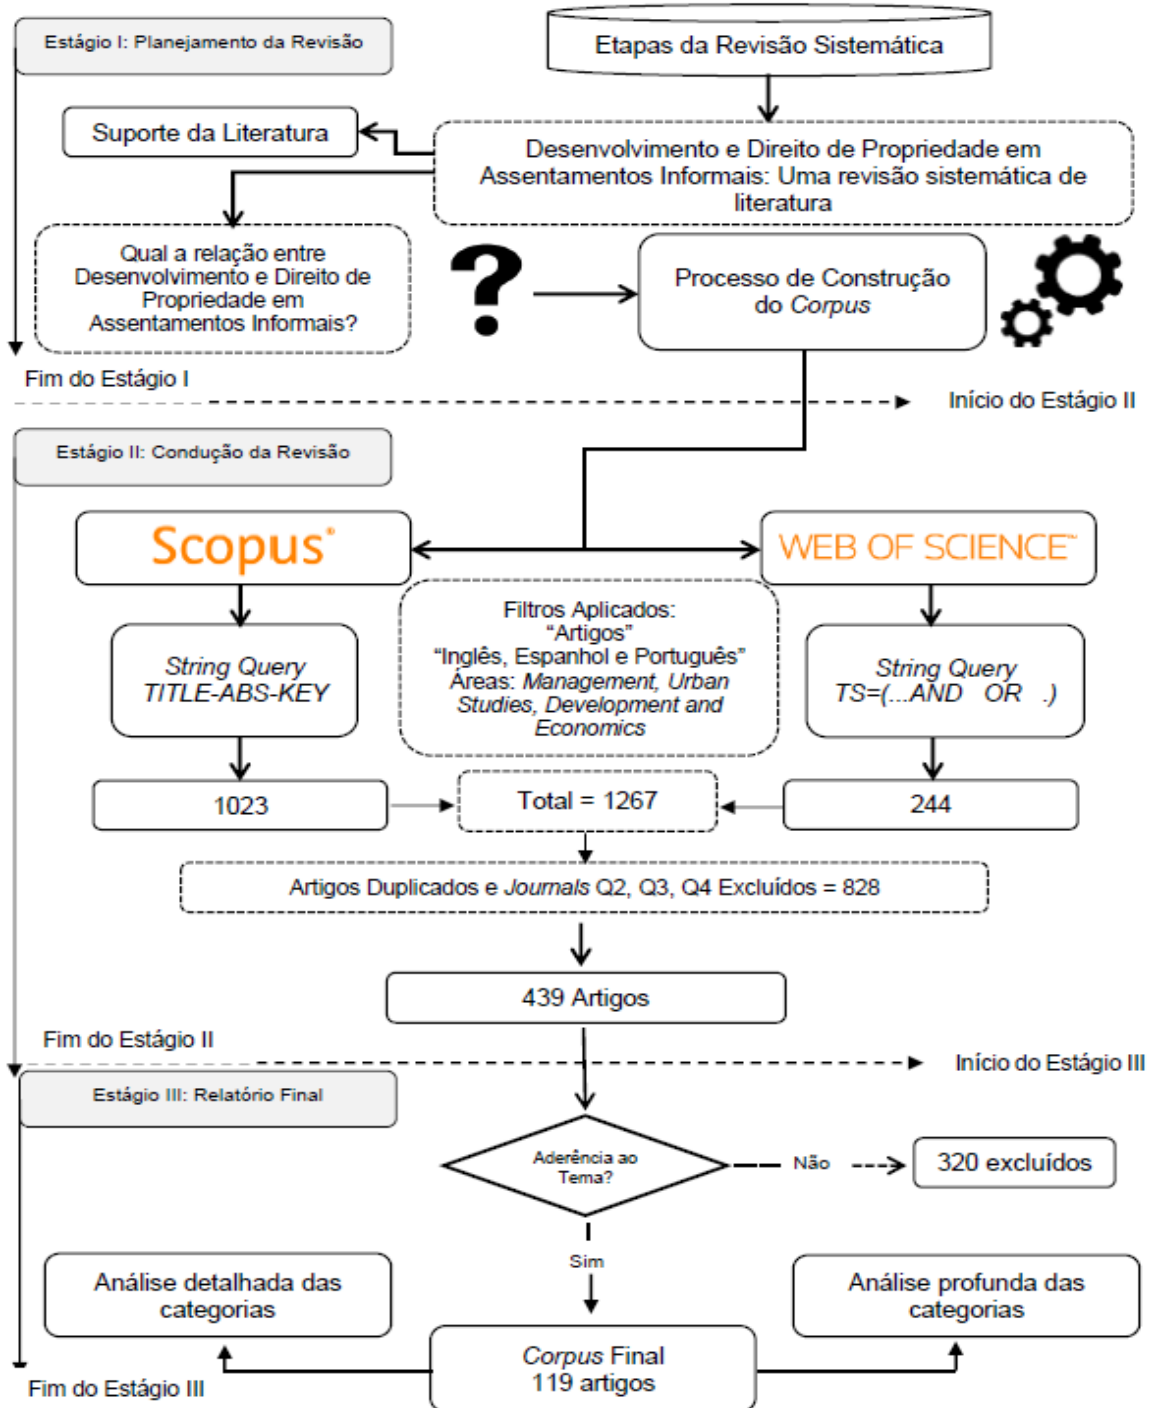 Estágio I: Planejamento da Revisão
Etapas da Revisão Sistemática
Suporte da Literatura
Desenvolvimento e Direito de Propriedade em
Assentamentos Informais: Uma revisão sistemática de
literatura
Qual a relação entre
Desenvolvimento e Direito de
Propriedade em
Assentamentos Informais?
?
Processo de Construção
do Corpus
Fim do Estágio I
Início do Estágio II
Estágio II: Condução da Revisão
Scopus®
WEB OF SCIENCE™
Filtros Aplicados:
“Artigos”
“Inglês, Espanhol e Português”
Áreas: Management, Urban
Studies, Development and
Economics
String Query
TITLE-ABS-KEY
String Query
TS=(...AND OR .)
1023
Total = 1267
244
Artigos Duplicados e Journals Q2, Q3, Q4 Excluídos = 828
439 Artigos
Fim do Estágio II
Início do Estágio III
Estágio III: Relatório Final
Aderência ao
Tema?
Não
320 excluídos
Sim
Análise detalhada das
categorias
Análise profunda das
categorias
Corpus Final
119 artigos
Fim do Estágio III